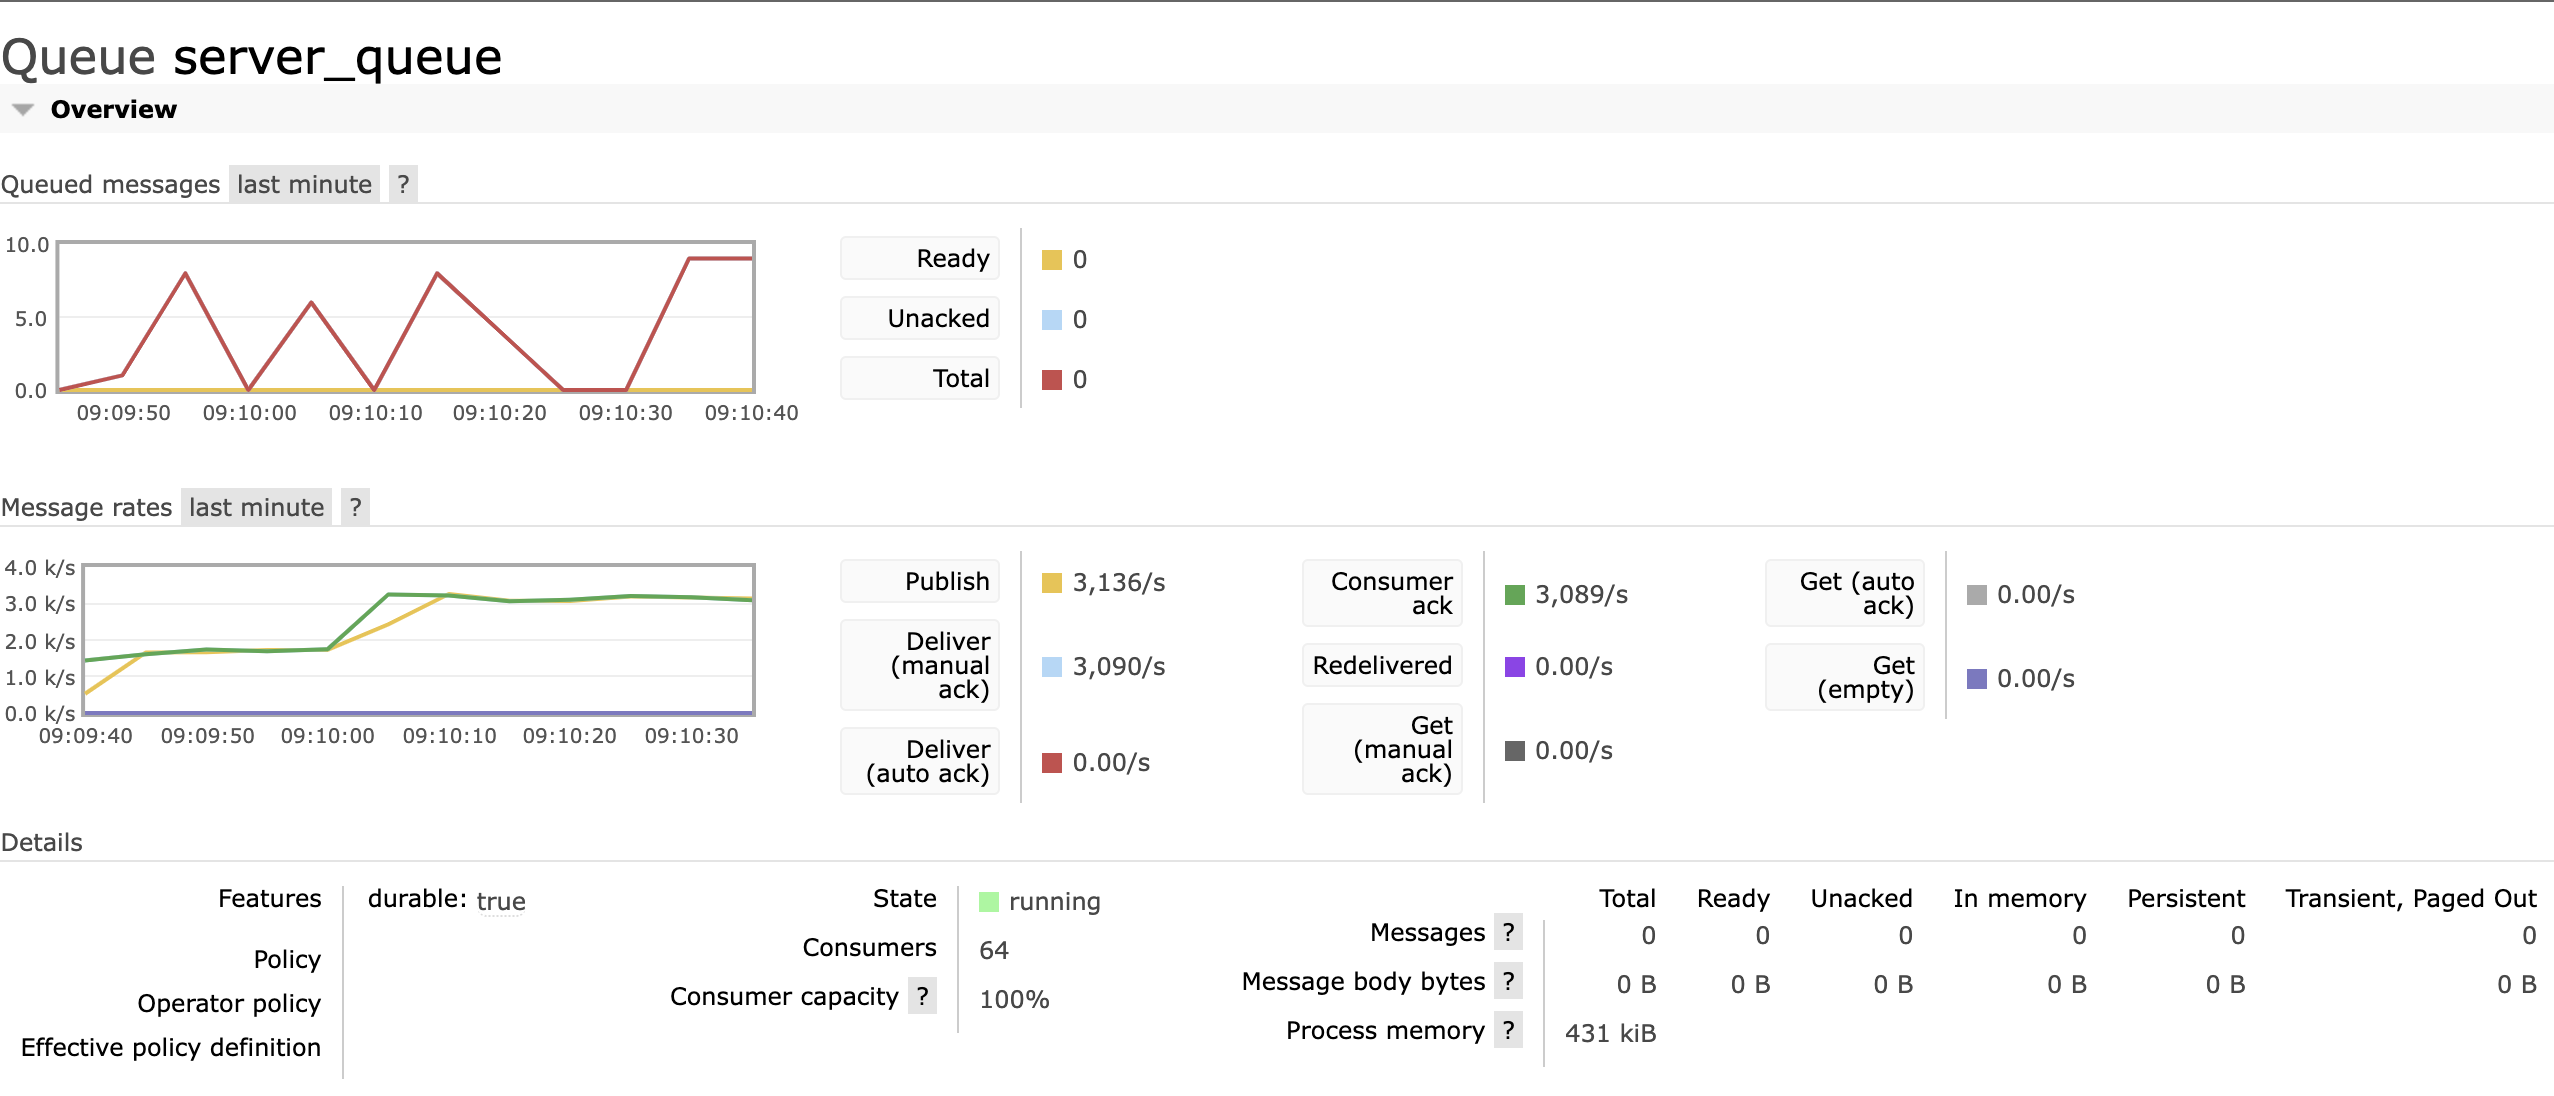 Queue server_queue
Overview
Queued messages last minute ?
10.0
5.0
0.0
09:09:50 09:10:00 09:10:10 09:10:20 09:10:30 09:10:40
Ready 0
Unacked 0
Total 0
Message rates last minute ?
4.0 k/s
3.0 k/s
2.0 k/s
1.0 k/s
0.0 k/s
09:09:40 09:09:50 09:10:00 09:10:10 09:10:20 09:10:30
Publish 3,136/s
Deliver
(manual 3,090/s
ack)
Deliver
(auto ack) 0.00/s
Consumer
ack 3,089/s
Redelivered 0.00/s
Get
(manual 0.00/s
ack)
Get (auto
ack) 0.00/s
Get
(empty) 0.00/s
Details
Features durable: true
Policy
Operator policy
Effective policy definition
State running
Consumers 64
Consumer capacity ? 100%
Total Ready Unacked In memory Persistent Transient, Paged Out
Messages ? 0 0 0 0 0 0
Message body bytes ? 0 B 0 B 0 B 0 B 0 B 0 B
Process memory ? 431 kiB